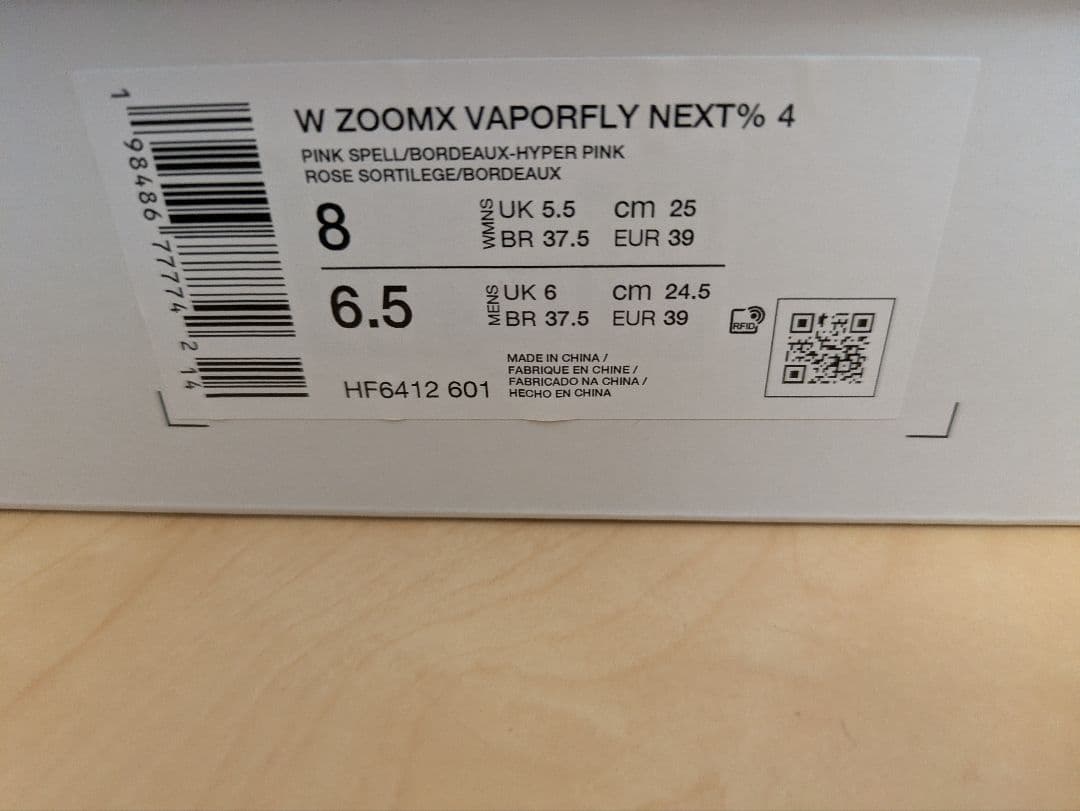 W ZOOMX VAPORFLY NEXT% 4
PINK SPELL/BORDEAUX-HYPER PINK
ROSE SORTILEGE/BORDEAUX
8 WMNS UK 5.5 cm 25
BR 37.5 EUR 39
6.5 MENS UK 6 cm 24.5
BR 37.5 EUR 39
RFID
HF6412 601
MADE IN CHINA /
FABRIQUE EN CHINE /
FABRICADO NA CHINA /
HECHO EN CHINA
1 98486 77774 2 14